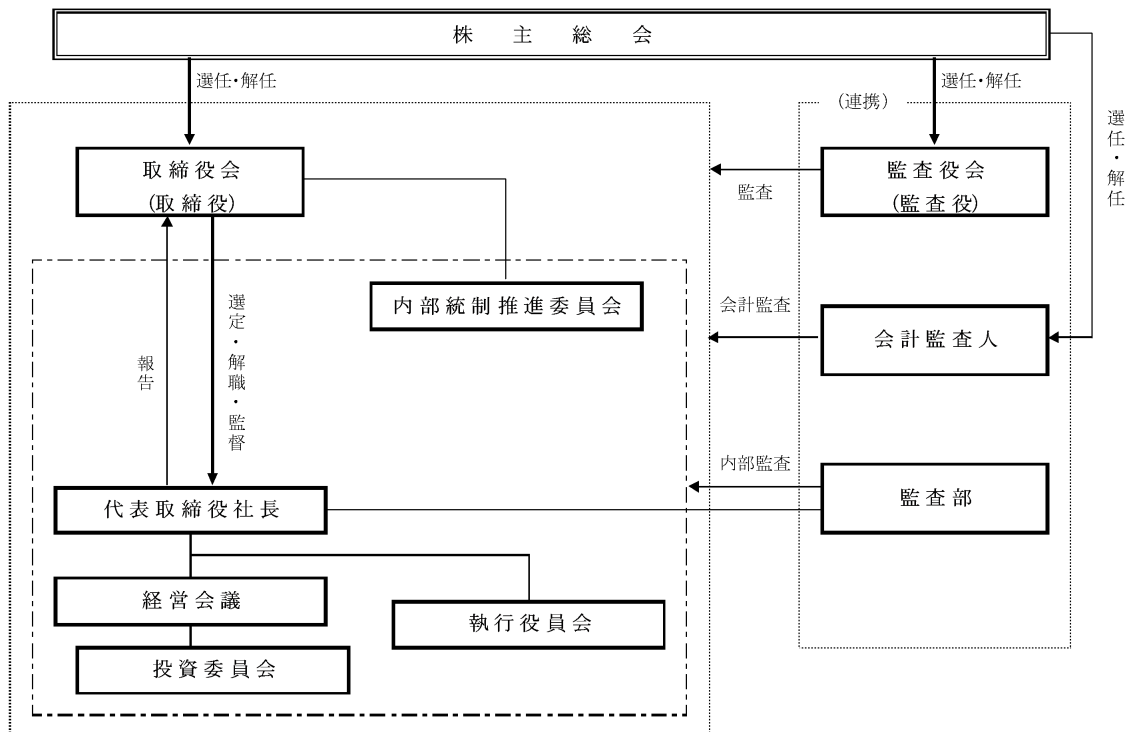 株主総会
選任・解任
選任・解任
（連携）
選任・解任
取締役会
（取締役）
監査役会
（監査役）
監査
内部統制推進委員会
会計監査
会計監査人
選定・解職・監督
報告
内部監査
監査部
代表取締役社長
経営会議
執行役員会
投資委員会